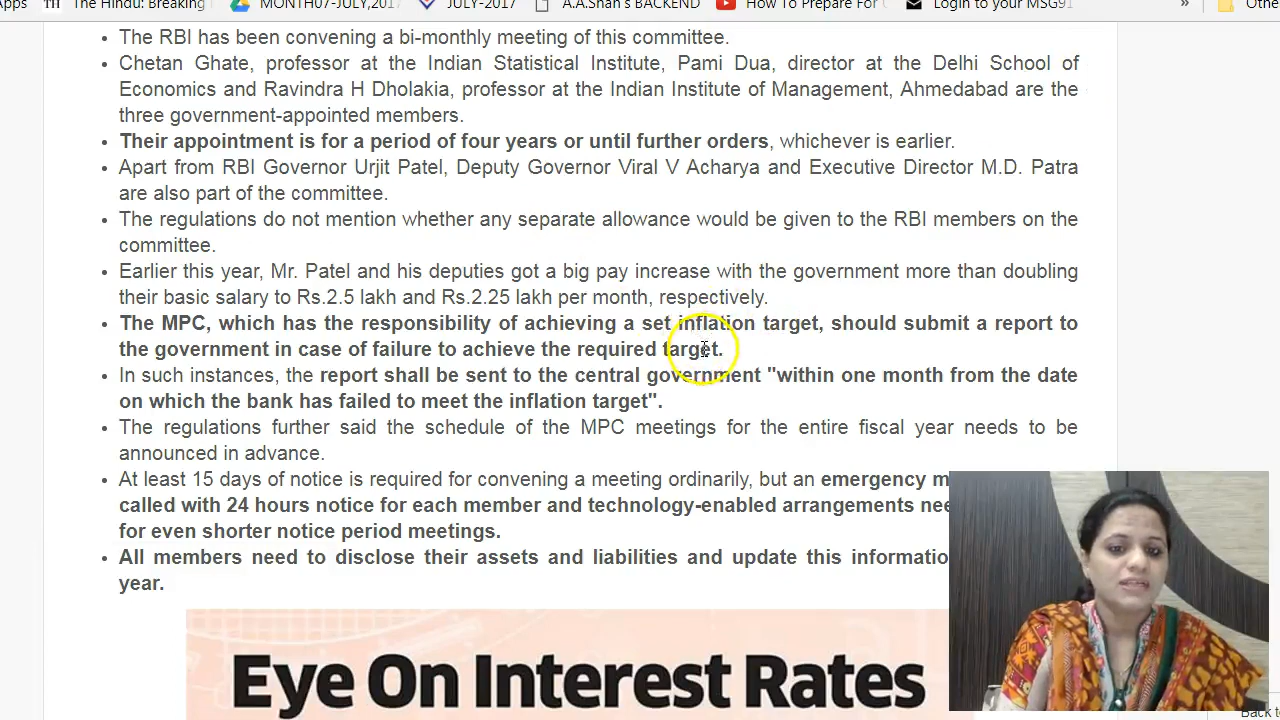 Apps
The Hindu: Breaking
MONTH07-JULY,2017
JULY-2017
A.A.Shah's BACKEND
How To Prepare For
Login to your MSG91
»
• The RBI has been convening a bi-monthly meeting of this committee.
• Chetan Ghate, professor at the Indian Statistical Institute, Pami Dua, director at the Delhi School of
Economics and Ravindra H Dholakia, professor at the Indian Institute of Management, Ahmedabad are the
three government-appointed members.
• Their appointment is for a period of four years or until further orders, whichever is earlier.
• Apart from RBI Governor Urjit Patel, Deputy Governor Viral V Acharya and Executive Director M.D. Patra
are also part of the committee.
• The regulations do not mention whether any separate allowance would be given to the RBI members on the
committee.
• Earlier this year, Mr. Patel and his deputies got a big pay increase with the government more than doubling
their basic salary to Rs.2.5 lakh and Rs.2.25 lakh per month, respectively.
• The MPC, which has the responsibility of achieving a set inflation target, should submit a report to
the government in case of failure to achieve the required target.
• In such instances, the report shall be sent to the central government "within one month from the date
on which the bank has failed to meet the inflation target".
• The regulations further said the schedule of the MPC meetings for the entire fiscal year needs to be
announced in advance.
• At least 15 days of notice is required for convening a meeting ordinarily, but an emergency
called with 24 hours notice for each member and technology-enabled arrangements
for even shorter notice period meetings.
• All members need to disclose their assets and liabilities and update this
year.
Eye On Interest Rates